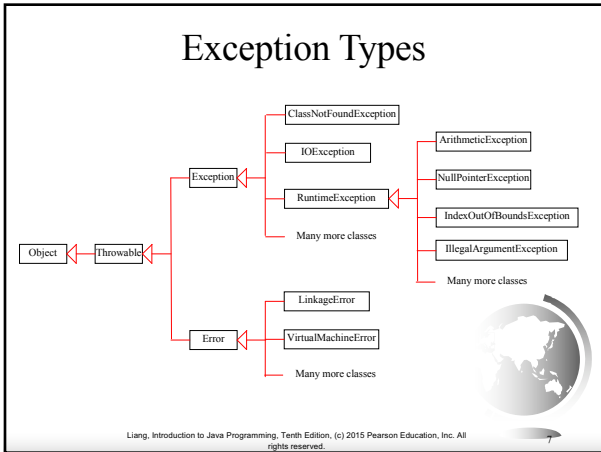 Exception Types
ClassNotFoundException
ArithmeticException
IOException
Exception
NullPointerException
RuntimeException
IndexOutOfBoundsException
Many more classes
Object
Throwable
IllegalArgumentException
Many more classes
LinkageError
Error
VirtualMachineError
Many more classes
Liang, Introduction to Java Programming, Tenth Edition, (c) 2015 Pearson Education, Inc. All
rights reserved.
7